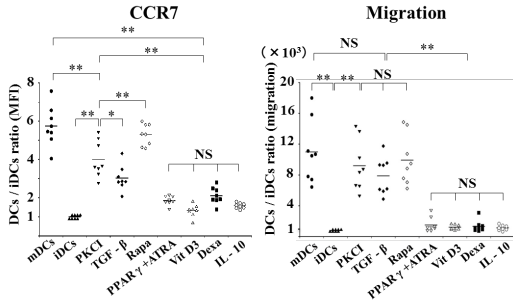 CCR7
Migration
**
**
**
**
**
*
**
NS
8
6
4
2
1
DCs / iDCs ratio (MFI)
mDCs
iDCs
PKCI
TGF - β
Rapa
PPAR γ +ATRA
Vit D3
Dexa
IL - 10
(× 10³)
NS
**
**
**
NS
NS
20
16
12
8
4
1
DCs / iDCs ratio (migration)
mDCs
iDCs
PKCI
TGF - β
Rapa
PPAR γ +ATRA
Vit D3
Dexa
IL - 10